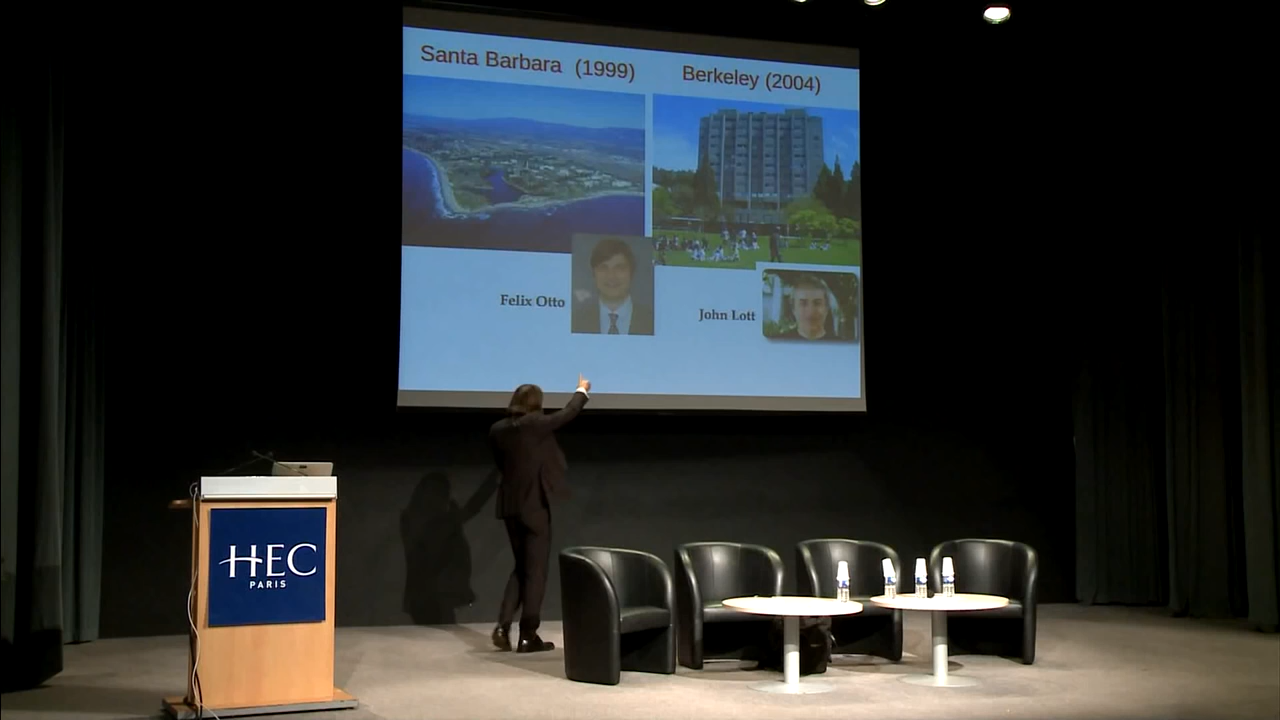 Santa Barbara (1999)
Berkeley (2004)
Felix Otto
John Lott
HEC
PARIS